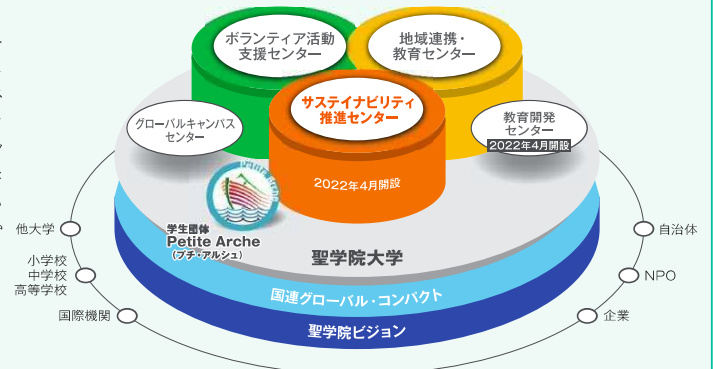 ボランティア活動
支援センター
地域連携・
教育センター
サステイナビリティ
推進センター
グローバルキャンパス
センター
教育開発
センター
2022年4月開設
2022年4月開設
学生団体
Petite Arche
(プチ・アルシュ)
聖学院大学
国連グローバル・コンパクト
聖学院ビジョン
他大学
小学校
中学校
高等学校
国際機関
自治体
NPO
企業